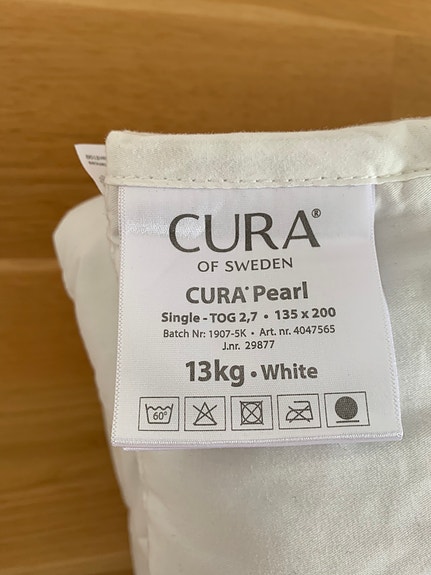 CURA®
OF SWEDEN
CURA® Pearl
Single - TOG 2,7 • 135 x 200
Batch Nr: 1907-5K • Art. nr. 4047565
J.nr. 29877
13kg • White
60°